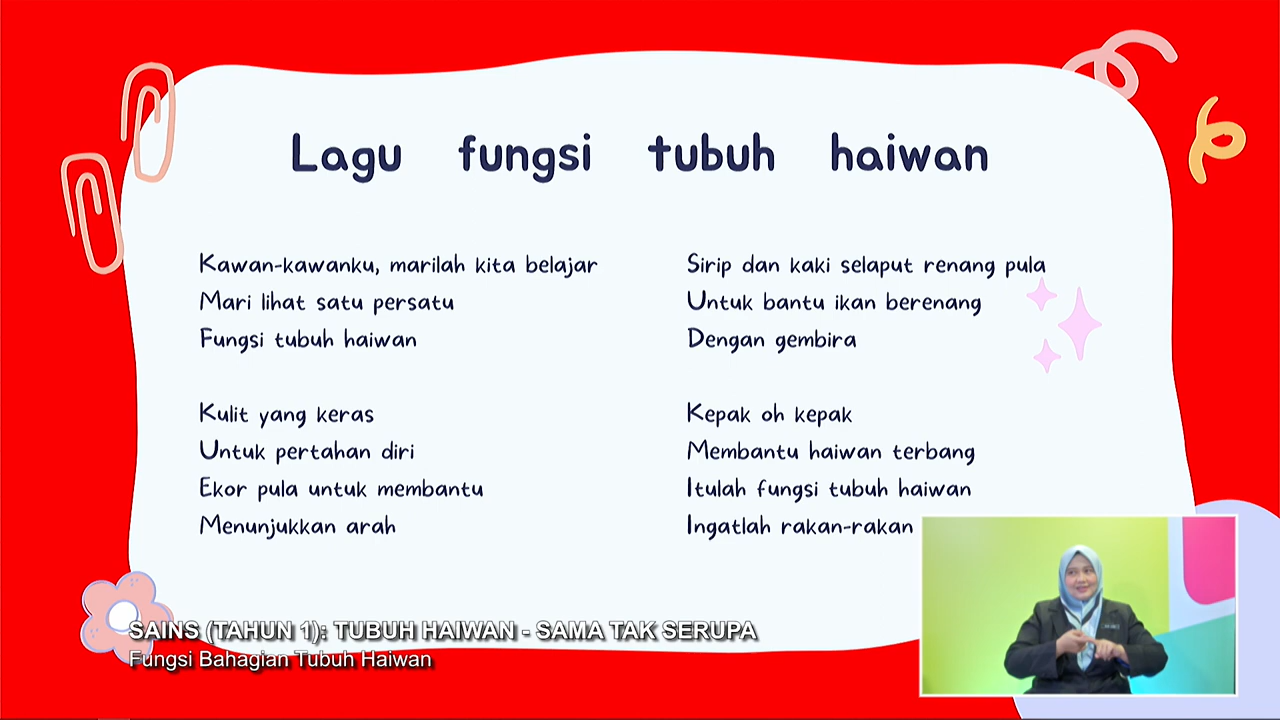 Lagu fungsi tubuh haiwan
Kawan-kawanku, marilah kita belajar
Mari lihat satu persatu
Fungsi tubuh haiwan
Kulit yang keras
Untuk pertahan diri
Ekor pula untuk membantu
Menunjukkan arah
Sirip dan kaki selaput renang pula
Untuk bantu ikan berenang
Dengan gembira
Kepak oh kepak
Membantu haiwan terbang
Itulah fungsi tubuh haiwan
Ingatlah rakan-rakan
SAINS (TAHUN 1): TUBUH HAIWAN - SAMA TAK SERUPA
Fungsi Bahagian Tubuh Haiwan